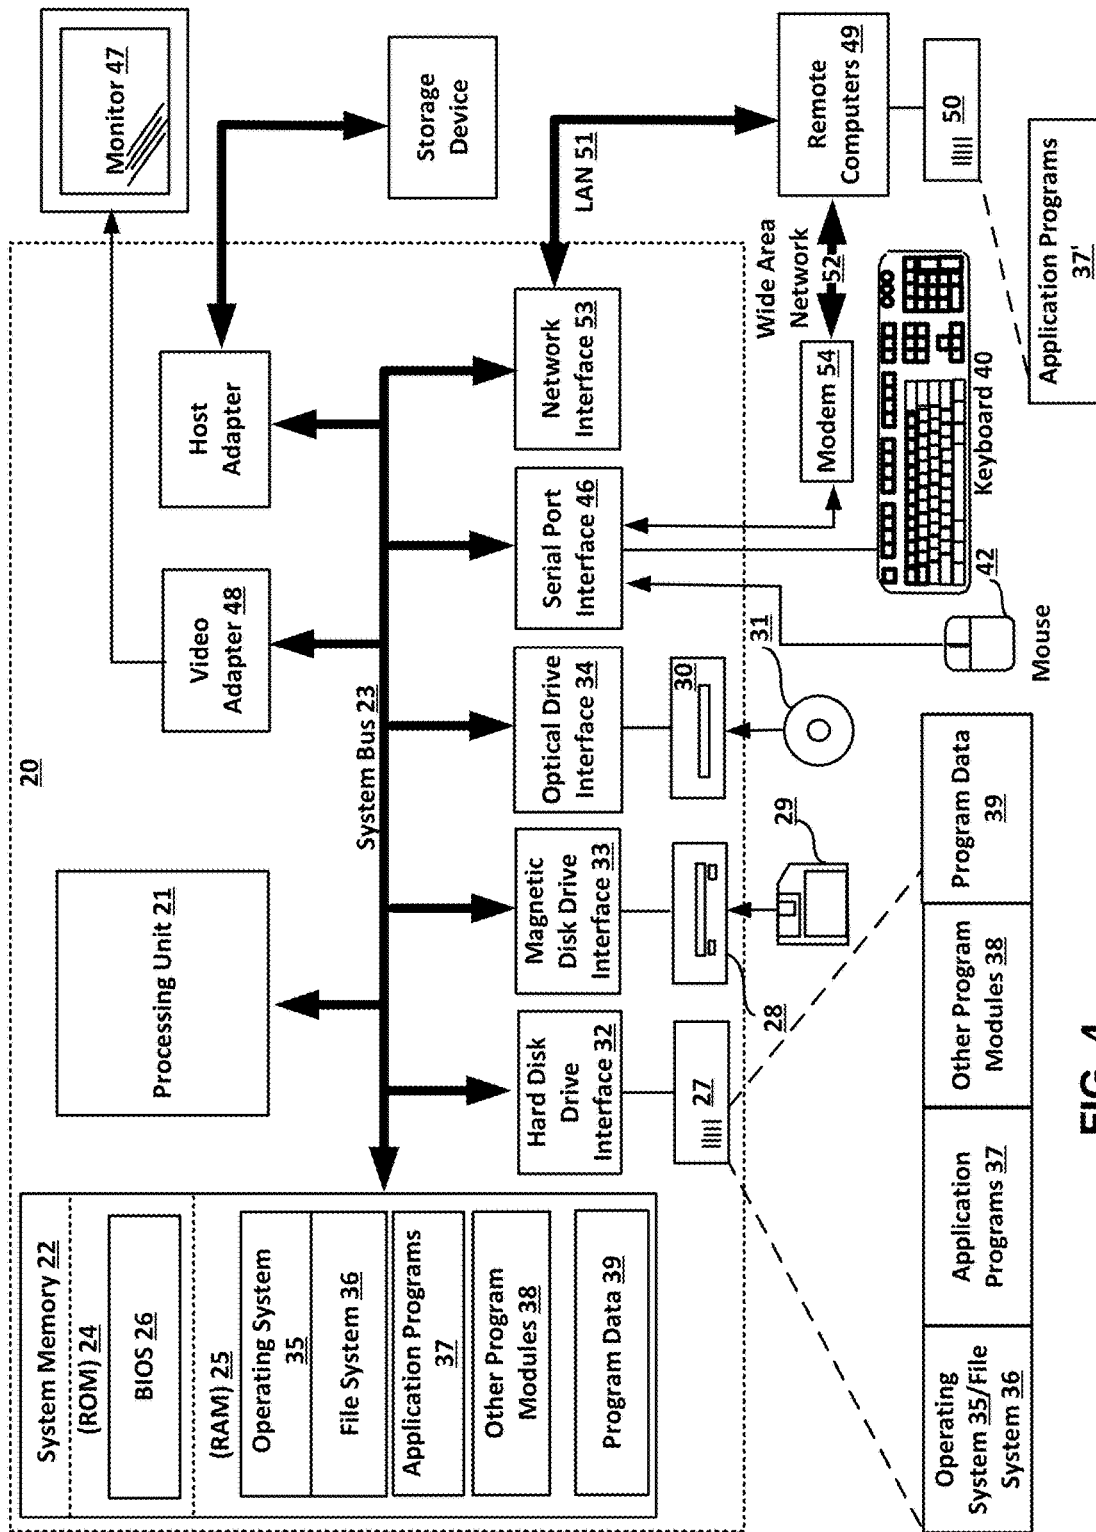 System Memory 22
(ROM) 24
BIOS 26
(RAM) 25
Operating System
35
File System 36
Application Programs
37
Other Program
Modules 38
Program Data 39
Processing Unit 21
20
Video
Adapter 48
Host
Adapter
Monitor 47
Storage
Device
System Bus 23
Hard Disk
Drive
Interface 32
Magnetic
Disk Drive
Interface 33
Optical Drive
Interface 34
Serial Port
Interface 46
Network
Interface 53
LAN 51
27
28
29
30
31
Wide Area
Network
52
Modem 54
Remote
Computers 49
50
Keyboard 40
42
Mouse
Application Programs
37'
Operating
System 35/File
System 36
Application
Programs 37
Other Program
Modules 38
Program Data
39